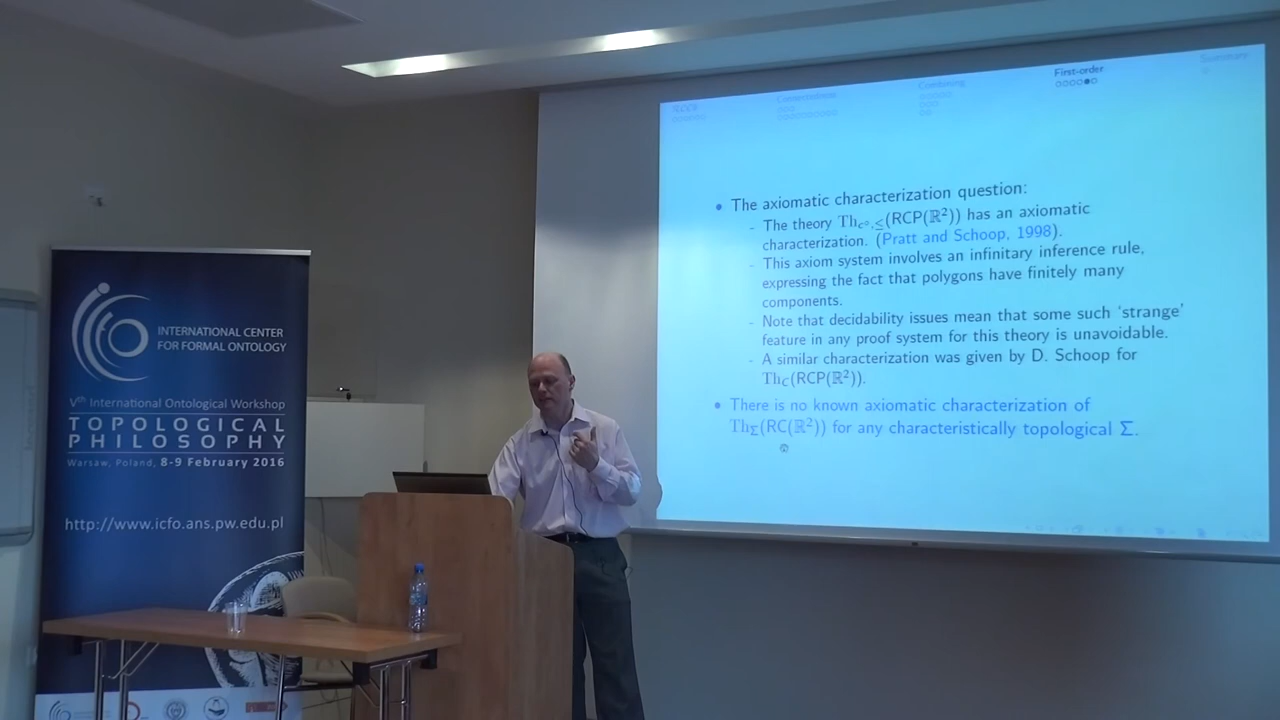 INTERNATIONAL CENTER
FOR FORMAL ONTOLOGY
Vth International Ontological Workshop
TOPOLOGICAL
PHILOSOPHY
Warsaw, Poland, 8-9 February 2016
http://www.icfo.ans.pw.edu.pl
Combining
First-order
Summary
• The axiomatic characterization question:
- The theory Th_{c°,≤}(RCP(ℝ²)) has an axiomatic
characterization. (Pratt and Schoop, 1998).
- This axiom system involves an infinitary inference rule,
expressing the fact that polygons have finitely many
components.
- Note that decidability issues mean that some such ‘strange’
feature in any proof system for this theory is unavoidable.
- A similar characterization was given by D. Schoop for
Th_C(RCP(ℝ²)).
• There is no known axiomatic characterization of
Th_Σ(RC(ℝ²)) for any characteristically topological Σ.